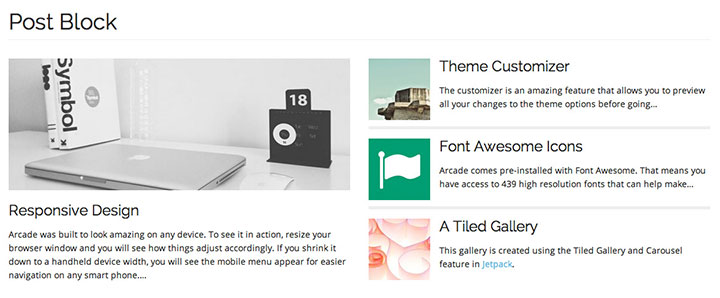 Post Block
Symbol
18
Responsive Design
Arcade was built to look amazing on any device. To see it in action, resize your
browser window and you will see how things adjust accordingly. If you shrink it
down to a handheld device width, you will see the mobile menu appear for easier
navigation on any smart phone....
Theme Customizer
The customizer is an amazing feature that allows you to preview
all your changes to the theme options before going...
Font Awesome Icons
Arcade comes pre-installed with Font Awesome. That means you
have access to 439 high resolution fonts that can help make...
A Tiled Gallery
This gallery is created using the Tiled Gallery and Carousel
feature in Jetpack.